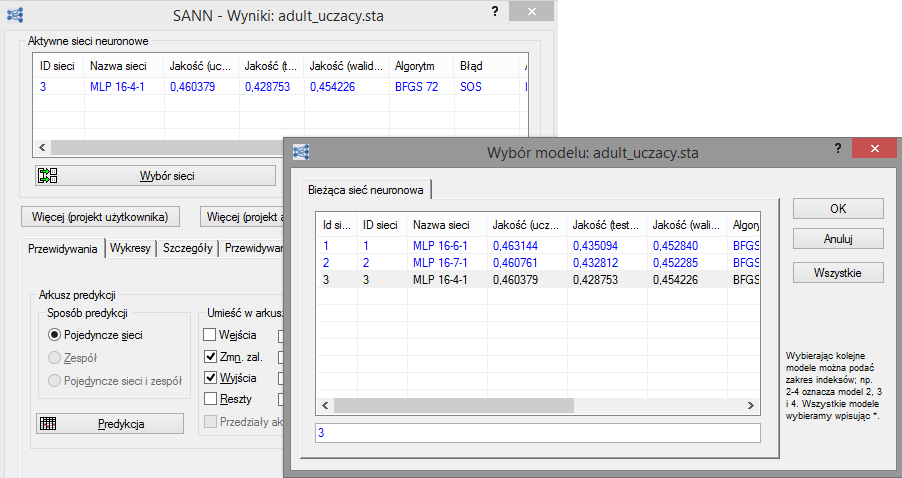 SANN - Wyniki: adult_uczacy.sta ?
Aktywne sieci neuronowe
ID sieci Nazwa sieci Jakość (uc... Jakość (t... Jakość (walid... Algorytm Błąd
3 MLP 16-4-1 0,460379 0,428753 0,454226 BFGS 72 SOS
Wybór sieci
Więcej (projekt użytkownika) Więcej (projekt a
Przewidywania Wykresy Szczegóły Przewidywar
Arkusz predykcji
Sposób predykcji
Pojedyncze sieci
Zespół
Pojedyncze sieci i zespół
Predykcja
Umieść w arkusz
Wejścia
Zmn. zal.
Wyjścia
Reszty
Przedziały ak
Wybór modelu: adult_uczacy.sta ?
Bieżąca sieć neuronowa
Id si... ID sieci Nazwa sieci Jakość (ucz... Jakość (test... Jakość (wali... Algory
1 1 MLP 16-6-1 0,463144 0,435094 0,452840 BFGS
2 2 MLP 16-7-1 0,460761 0,432812 0,452285 BFGS
3 3 MLP 16-4-1 0,460379 0,428753 0,454226 BFGS
3
OK
Anuluj
Wszystkie
Wybierając kolejne
modele można podać
zakres indeksów; np.
2-4 oznacza model 2, 3
i 4. Wszystkie modele
wybieramy wpisując *.